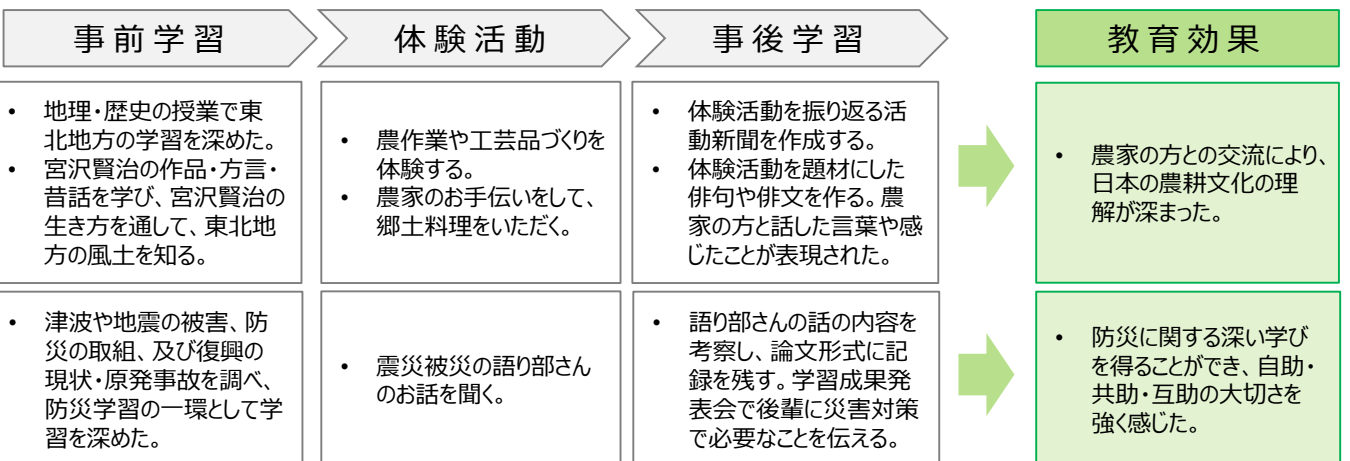 事前学習
体験活動
事後学習
教育効果
• 地理・歴史の授業で東
北地方の学習を深めた。
• 宮沢賢治の作品・方言・
昔話を学び、宮沢賢治の
生き方を通して、東北地
方の風土を知る。
• 農作業や工芸品づくりを
体験する。
• 農家のお手伝いをして、
郷土料理をいただく。
• 体験活動を振り返る活
動新聞を作成する。
• 体験活動を題材にした
俳句や俳文を作る。農
家の方と話した言葉や感
じたことが表現された。
• 農家の方との交流により、
日本の農耕文化の理
解が深まった。
• 津波や地震の被害、防
災の取組、及び復興の
現状・原発事故を調べ、
防災学習の一環として学
習を深めた。
• 震災被災の語り部さん
のお話を聞く。
• 語り部さんの話の内容を
考察し、論文形式に記
録を残す。学習成果発
表会で後輩に災害対策
で必要なことを伝える。
• 防災に関する深い学び
を得ることができ、自助・
共助・互助の大切さを
強く感じた。